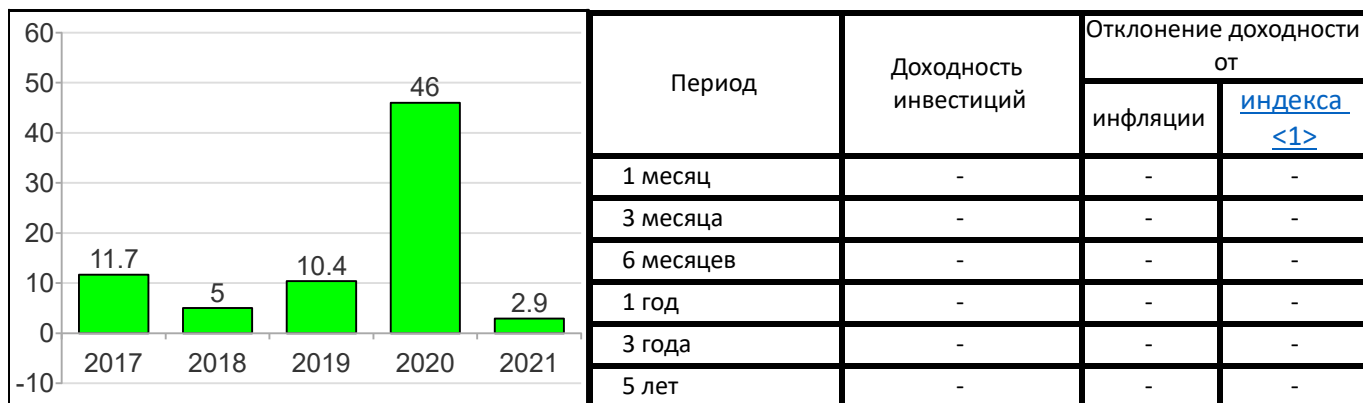 60
50
40
30
20
10
0
-10
11.7
5
10.4
46
2.9
2017 2018 2019 2020 2021
Период
Доходность
инвестиций
Отклонение доходности
от
инфляции
индекса
<1>
1 месяц - - -
3 месяца - - -
6 месяцев - - -
1 год - - -
3 года - - -
5 лет - - -